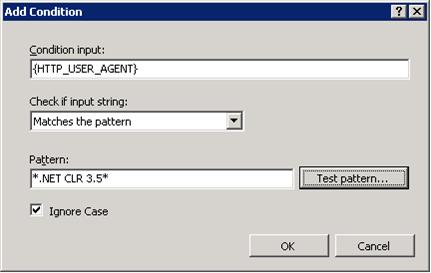 Add Condition
Condition input:
{HTTP_USER_AGENT}
Check if input string:
Matches the pattern
Pattern:
*.NET CLR 3.5*
Test pattern...
Ignore Case
OK
Cancel